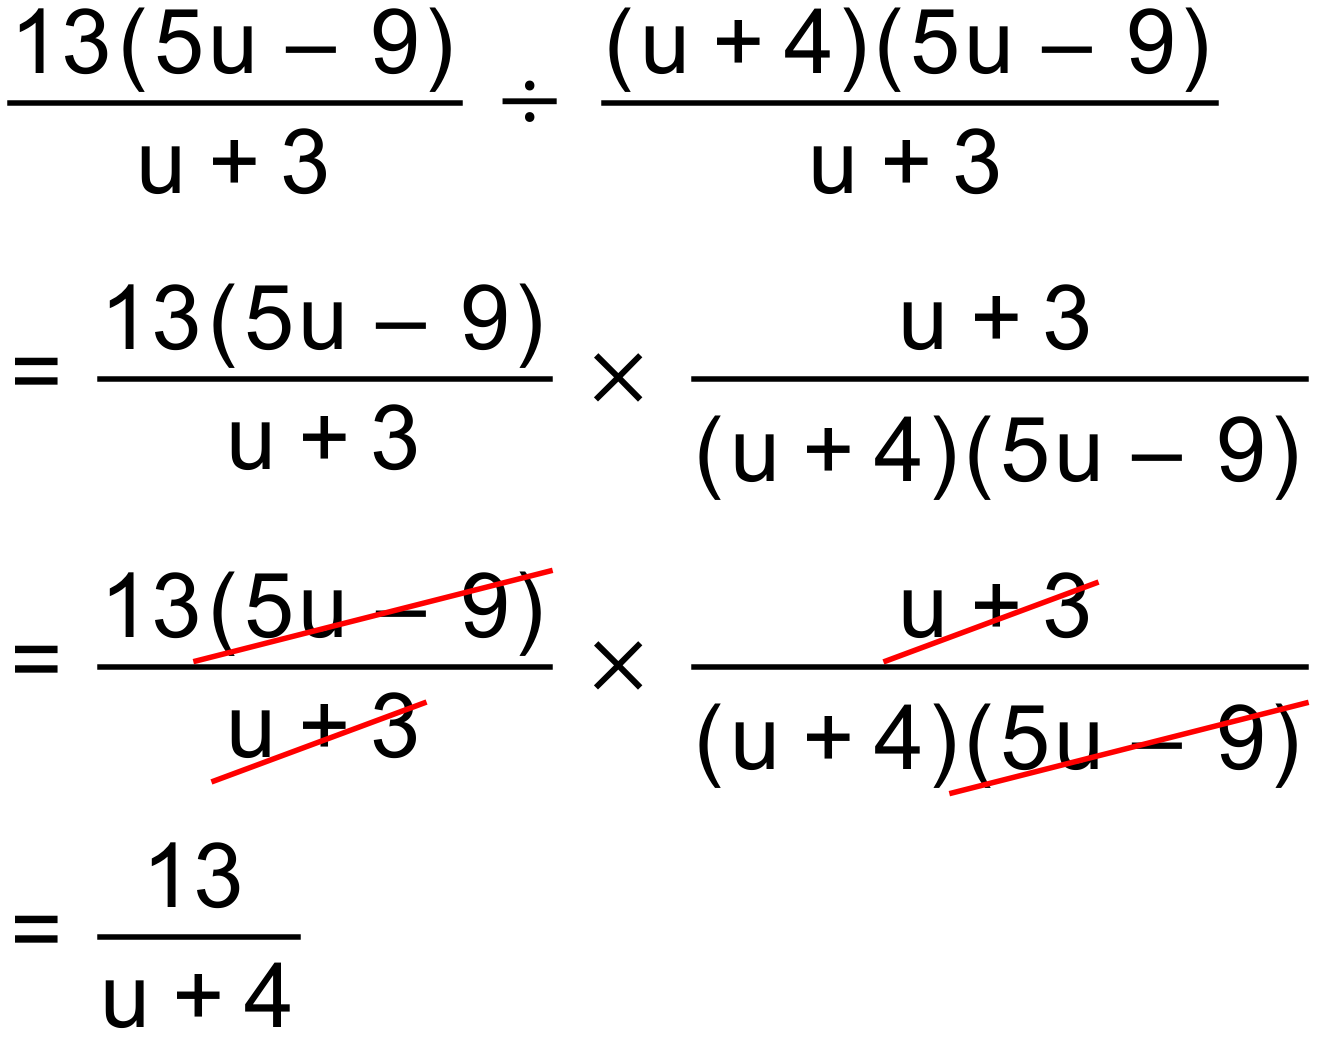 13(5u – 9)/u + 3 ÷ (u + 4)(5u – 9)/u + 3
= 13(5u – 9)/u + 3 × u + 3/(u + 4)(5u – 9)
= 13(5u – 9)/u + 3 × u + 3/(u + 4)(5u – 9)
= 13/u + 4